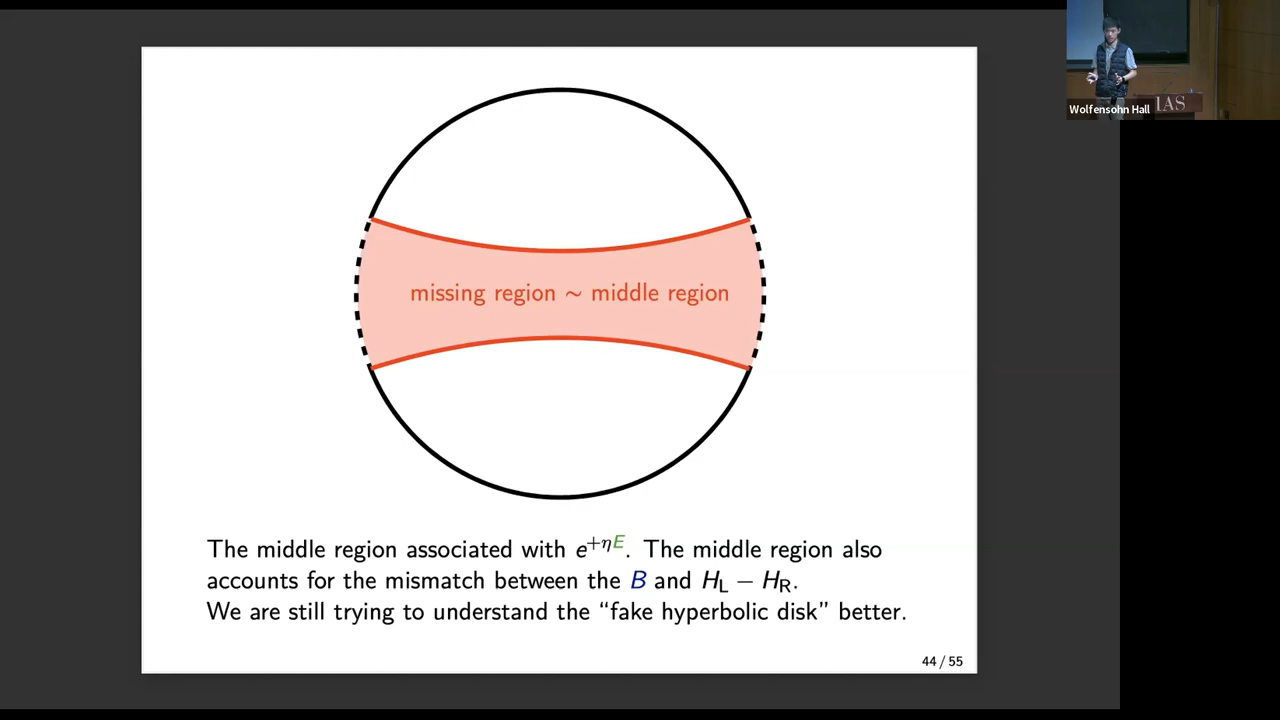 missing region ~ middle region
The middle region associated with e^{+ηE}. The middle region also
accounts for the mismatch between the B and H_L − H_R.
We are still trying to understand the “fake hyperbolic disk” better.
44 / 55
Wolfensohn Hall
IAS